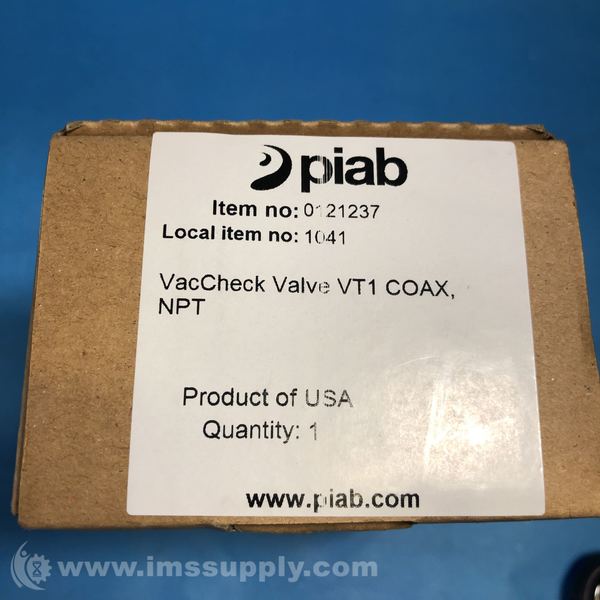 piab
Item no: 0121237
Local item no: 1041
VacCheck Valve VT1 COAX,
NPT
Product of USA
Quantity: 1
www.piab.com
www.imssupply.com